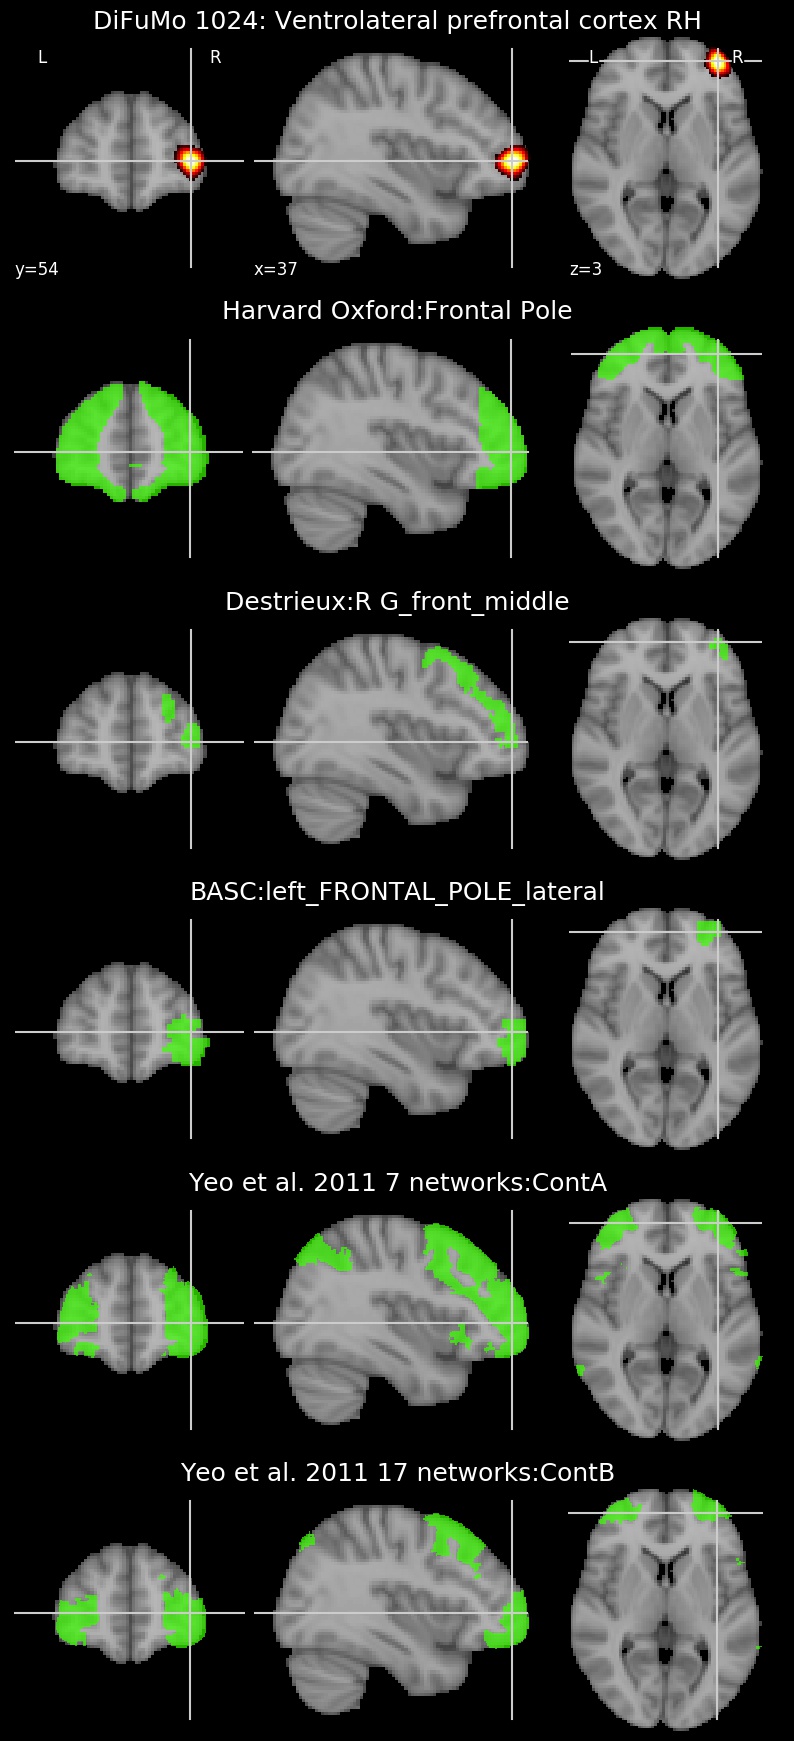 DiFuMo 1024: Ventrolateral prefrontal cortex RH
L R L R
y=54 x=37 z=3
Harvard Oxford:Frontal Pole
Destrieux:R G_front_middle
BASC:left_FRONTAL_POLE_lateral
Yeo et al. 2011 7 networks:ContA
Yeo et al. 2011 17 networks:ContB